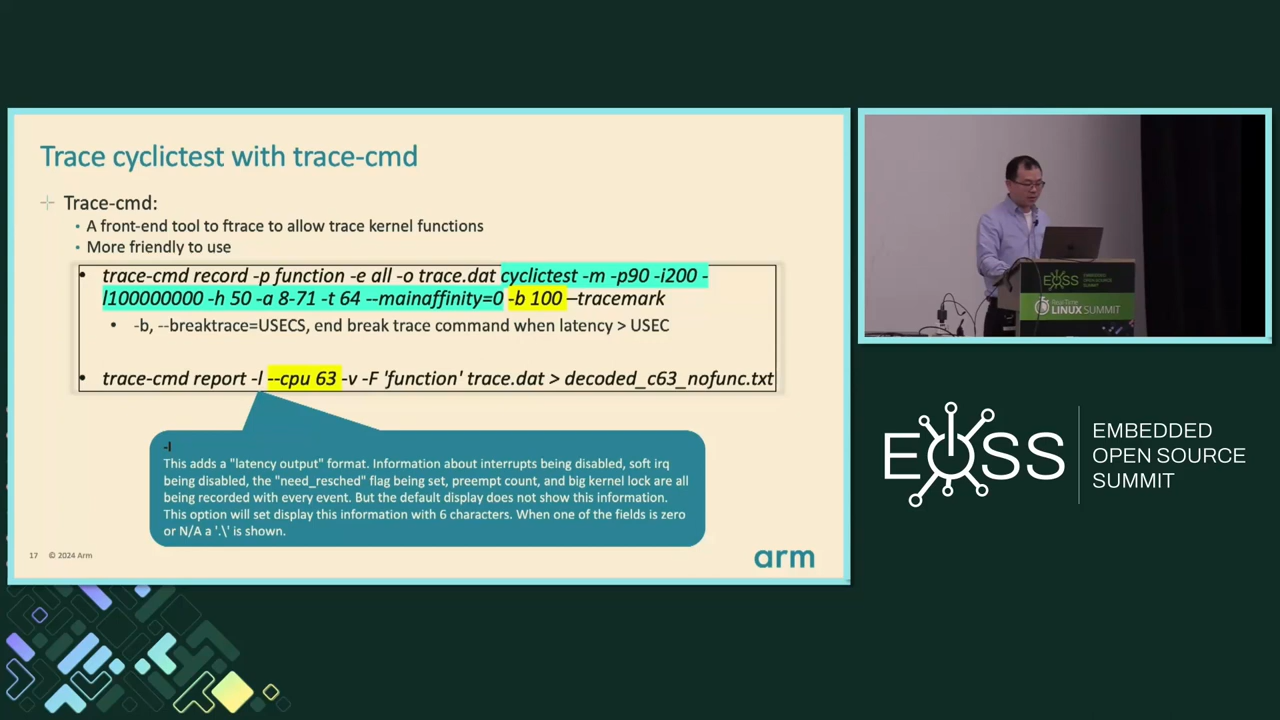 Trace cyclictest with trace-cmd
Trace-cmd:
• A front-end tool to ftrace to allow trace kernel functions
• More friendly to use
• trace-cmd record -p function -e all -o trace.dat cyclictest -m -p90 -i200 -
l100000000 -h 50 -a 8-71 -t 64 --mainaffinity=0 -b 100 –tracemark
• -b, --breaktrace=USECS, end break trace command when latency > USEC
• trace-cmd report -l --cpu 63 -v -F 'function' trace.dat > decoded_c63_nofunc.txt
-l
This adds a "latency output" format. Information about interrupts being disabled, soft irq
being disabled, the "need_resched" flag being set, preempt count, and big kernel lock are all
being recorded with every event. But the default display does not show this information.
This option will set display this information with 6 characters. When one of the fields is zero
or N/A a '.\' is shown.
17 © 2024 Arm
arm
EOSS
EMBEDDED
OPEN SOURCE
SUMMIT
LINUX SUMMIT
EOSS
EMBEDDED
OPEN SOURCE
SUMMIT